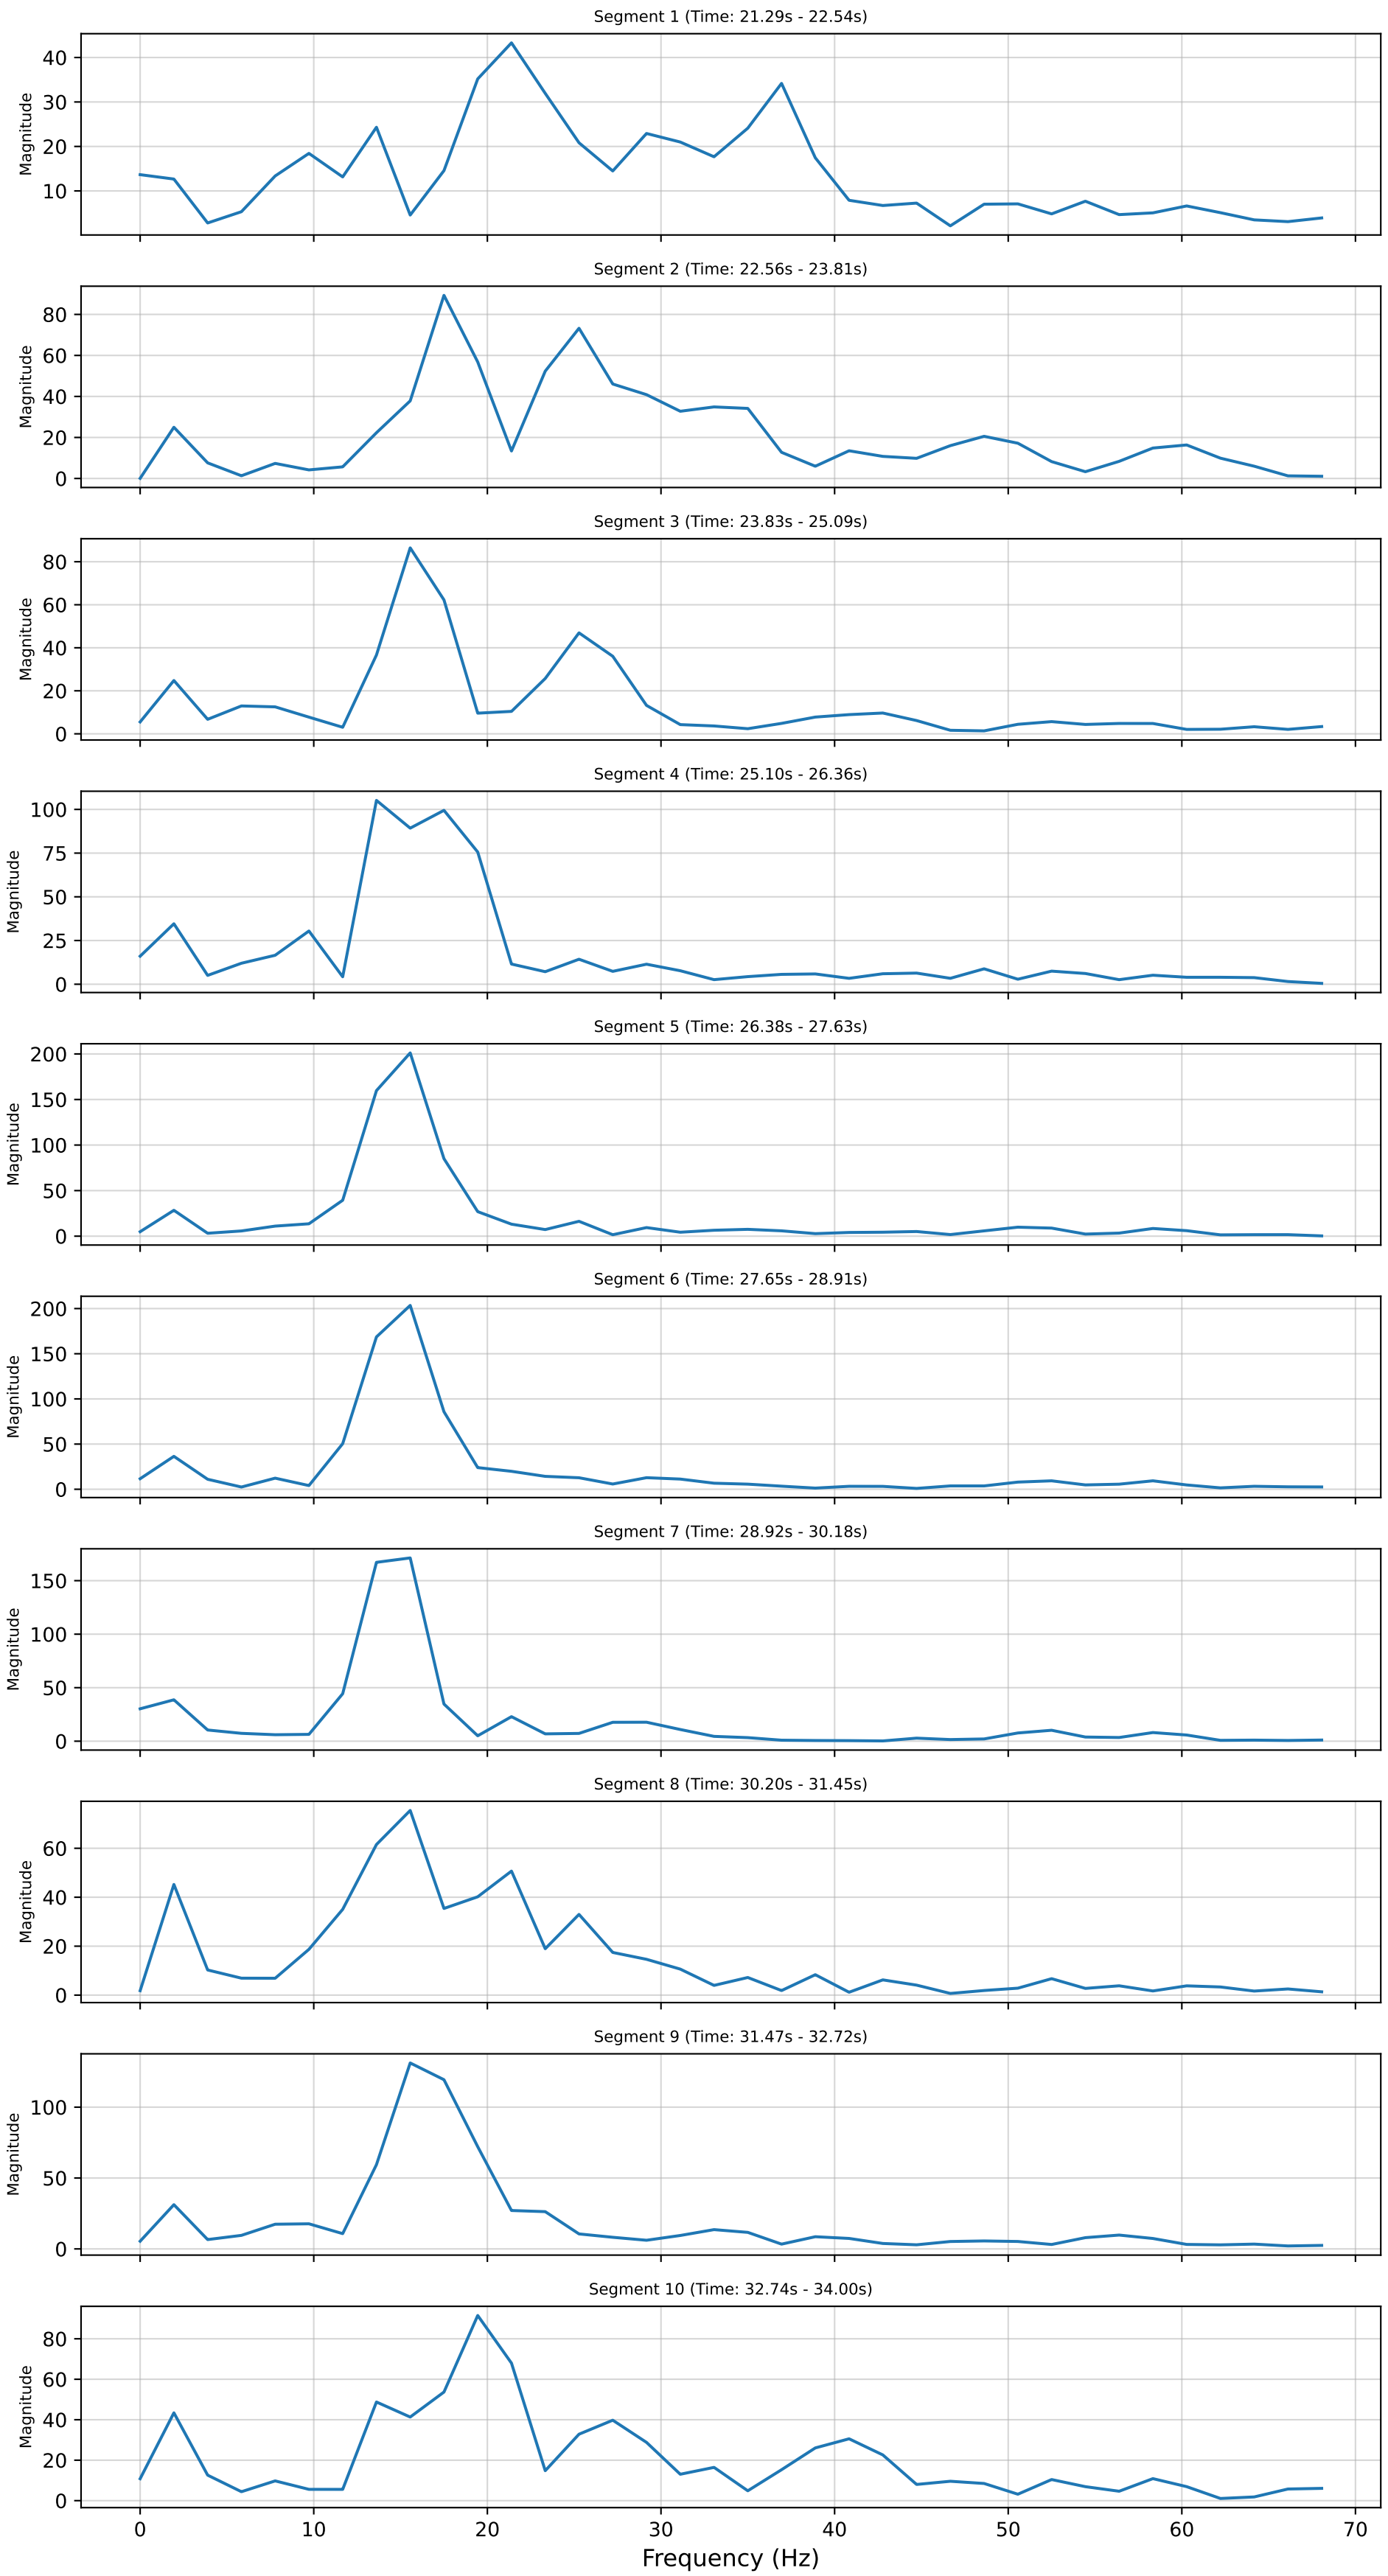 Segment 1 (Time: 21.29s - 22.54s)
40
30
20
10
Magnitude
Segment 2 (Time: 22.56s - 23.81s)
80
60
40
20
0
Magnitude
Segment 3 (Time: 23.83s - 25.09s)
80
60
40
20
0
Magnitude
Segment 4 (Time: 25.10s - 26.36s)
100
75
50
25
0
Magnitude
Segment 5 (Time: 26.38s - 27.63s)
200
150
100
50
0
Magnitude
Segment 6 (Time: 27.65s - 28.91s)
200
150
100
50
0
Magnitude
Segment 7 (Time: 28.92s - 30.18s)
150
100
50
0
Magnitude
Segment 8 (Time: 30.20s - 31.45s)
60
40
20
0
Magnitude
Segment 9 (Time: 31.47s - 32.72s)
100
50
0
Magnitude
Segment 10 (Time: 32.74s - 34.00s)
80
60
40
20
0
Magnitude
0 10 20 30 40 50 60 70
Frequency (Hz)